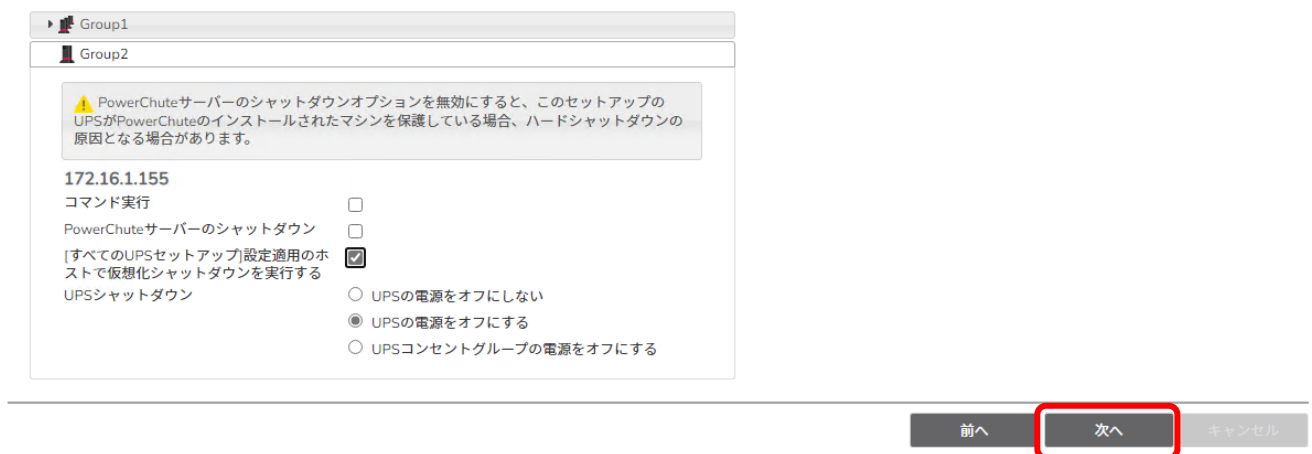 Group1
Group2
PowerChuteサーバーのシャットダウンオプションを無効にすると、このセットアップの
UPSがPowerChuteのインストールされたマシンを保護している場合、ハードシャットダウンの
原因となる場合があります。
172.16.1.155
コマンド実行
PowerChuteサーバーのシャットダウン
[すべてのUPSセットアップ]設定適用のホ
ストで仮想化シャットダウンを実行する
UPSシャットダウン
UPSの電源をオフにしない
UPSの電源をオフにする
UPSコンセントグループの電源をオフにする
前へ
次へ
キャンセル